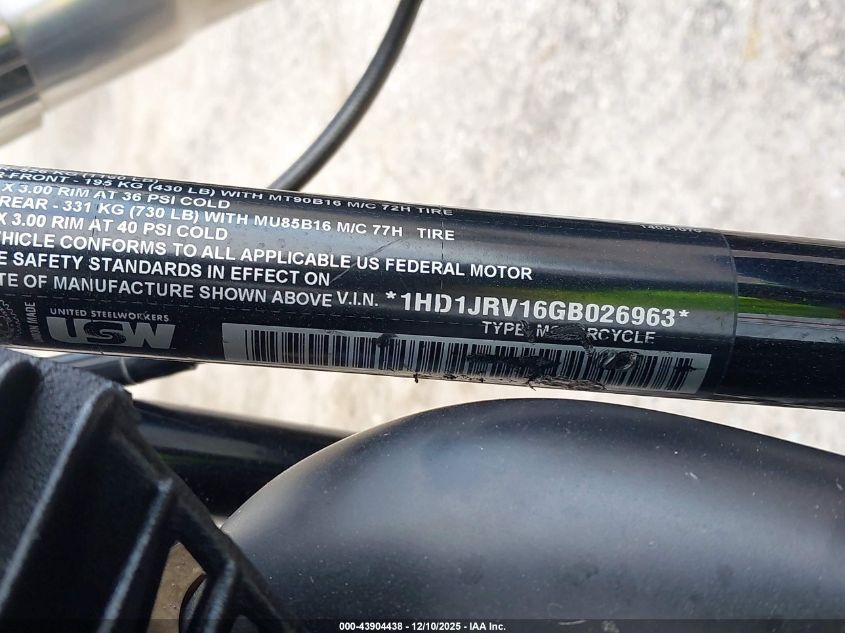 FRONT - 195 KG (430 LB) WITH MT90B16 M/C 72H TIRE
X 3.00 RIM AT 36 PSI COLD
REAR - 331 KG (730 LB) WITH MU85B16 M/C 77H TIRE
X 3.00 RIM AT 40 PSI COLD
VEHICLE CONFORMS TO ALL APPLICABLE US FEDERAL MOTOR
SAFETY STANDARDS IN EFFECT ON
OF MANUFACTURE SHOWN ABOVE V.I.N. *1HD1JRV16GB026963*
TYPE
UNITED STEELWORKERS
USW
MADE
000-43904438 - 12/10/2025 - IAA Inc.